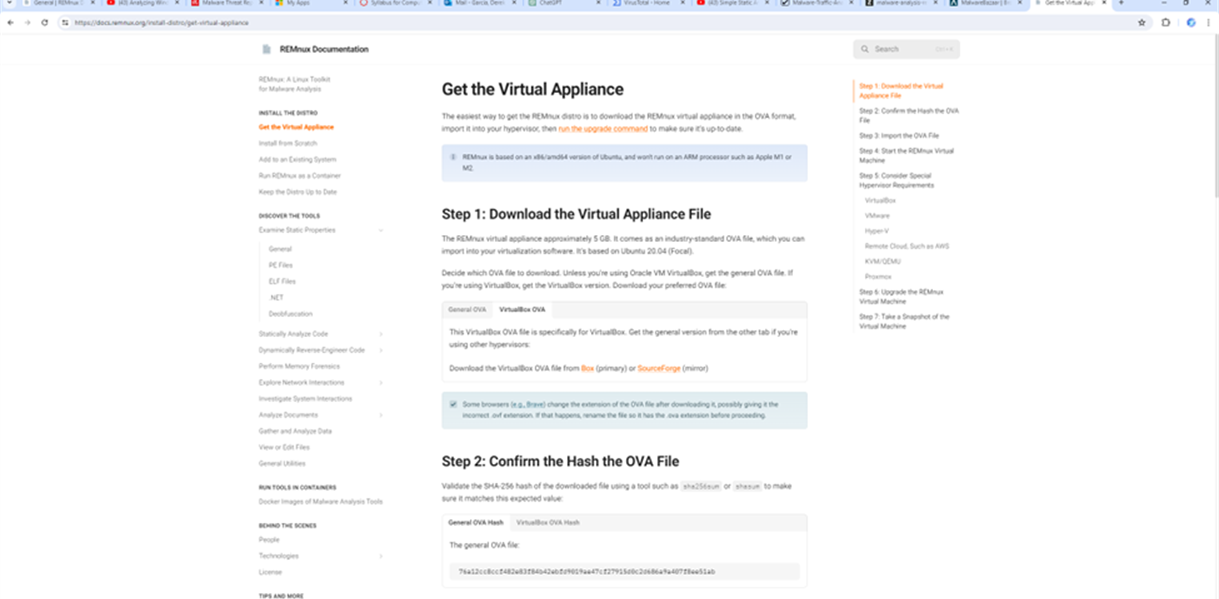 General | REMnux D
(43) Analyzing Win
Malware Threat Re
My Apps
Syllabus for Compu
Mail - Garcia, Denni
ChatGPT
VirusTotal - Home
(43) Simple Static A
Malware-Traffic-An
malware-analysis-
MalwareBazaar | B
Get the Virtual App
https://docs.remnux.org/install-distro/get-virtual-appliance
REMnux Documentation
Search
Ctrl+K
REMnux: A Linux Toolkit
for Malware Analysis
INSTALL THE DISTRO
Get the Virtual Appliance
Install from Scratch
Add to an Existing System
Run REMnux as a Container
Keep the Distro Up to Date
DISCOVER THE TOOLS
Examine Static Properties
General
PE Files
ELF Files
.NET
Deobfuscation
Statically Analyze Code
Dynamically Reverse-Engineer Code
Perform Memory Forensics
Explore Network Interactions
Investigate System Interactions
Analyze Documents
Gather and Analyze Data
View or Edit Files
General Utilities
RUN TOOLS IN CONTAINERS
Docker Images of Malware Analysis Tools
BEHIND THE SCENES
People
Technologies
License
TIPS AND MORE
Get the Virtual Appliance
The easiest way to get the REMnux distro is to download the REMnux virtual appliance in the OVA format,
import it into your hypervisor, then run the upgrade command to make sure it's up-to-date.
REMnux is based on an x86/amd64 version of Ubuntu, and won't run on an ARM processor such as Apple M1 or
M2.
Step 1: Download the Virtual Appliance File
The REMnux virtual appliance approximately 5 GB. It comes as an industry-standard OVA file, which you can
import into your virtualization software. It's based on Ubuntu 20.04 (Focal).
Decide which OVA file to download. Unless you're using Oracle VM VirtualBox, get the general OVA file. If
you're using VirtualBox, get the VirtualBox version. Download your preferred OVA file:
General OVA
VirtualBox OVA
This VirtualBox OVA file is specifically for VirtualBox. Get the general version from the other tab if you're
using other hypervisors:
Download the VirtualBox OVA file from Box (primary) or SourceForge (mirror)
Some browsers (e.g., Brave) change the extension of the OVA file after downloading it, possibly giving it the
incorrect .ovf extension. If that happens, rename the file so it has the .ova extension before proceeding.
Step 2: Confirm the Hash the OVA File
Validate the SHA-256 hash of the downloaded file using a tool such as sha256sum or shasum to make
sure it matches this expected value:
General OVA Hash
VirtualBox OVA Hash
The general OVA file:
Step 1: Download the Virtual
Appliance File
Step 2: Confirm the Hash the OVA
File
Step 3: Import the OVA File
Step 4: Start the REMnux Virtual
Machine
Step 5: Consider Special
Hypervisor Requirements
VirtualBox
VMware
Hyper-V
Remote Cloud, Such as AWS
KVM/QEMU
Proxmox
Step 6: Upgrade the REMnux
Virtual Machine
Step 7: Take a Snapshot of the
Virtual Machine